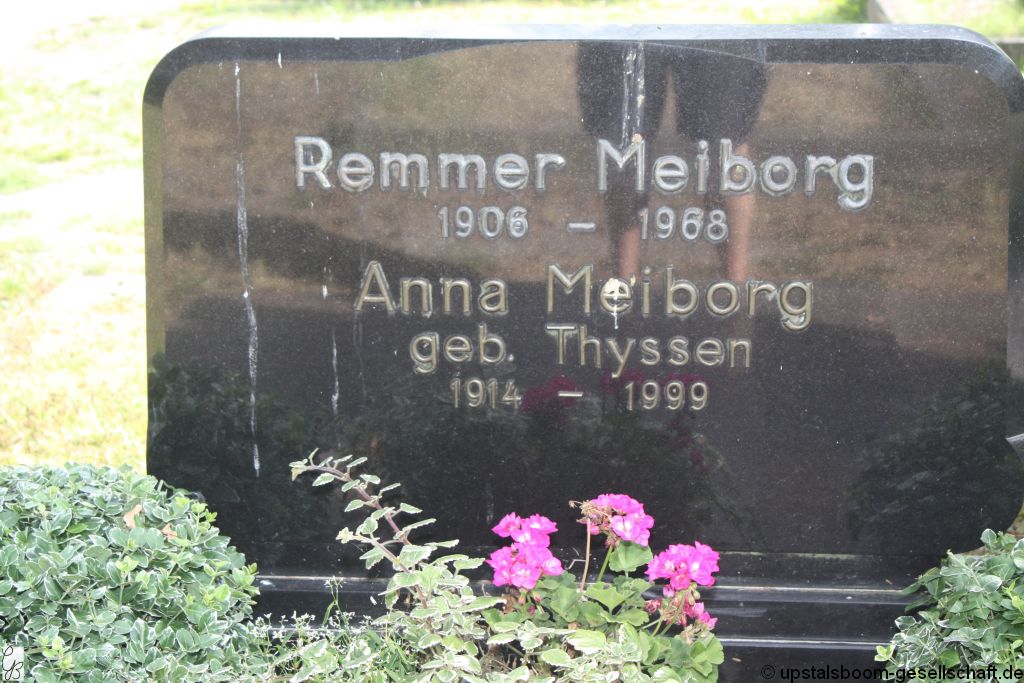 Remmer Meiborg
1906 – 1968
Anna Meiborg
geb. Thyssen
1914 – 1999
© upstalsboom-gesellschaft.de